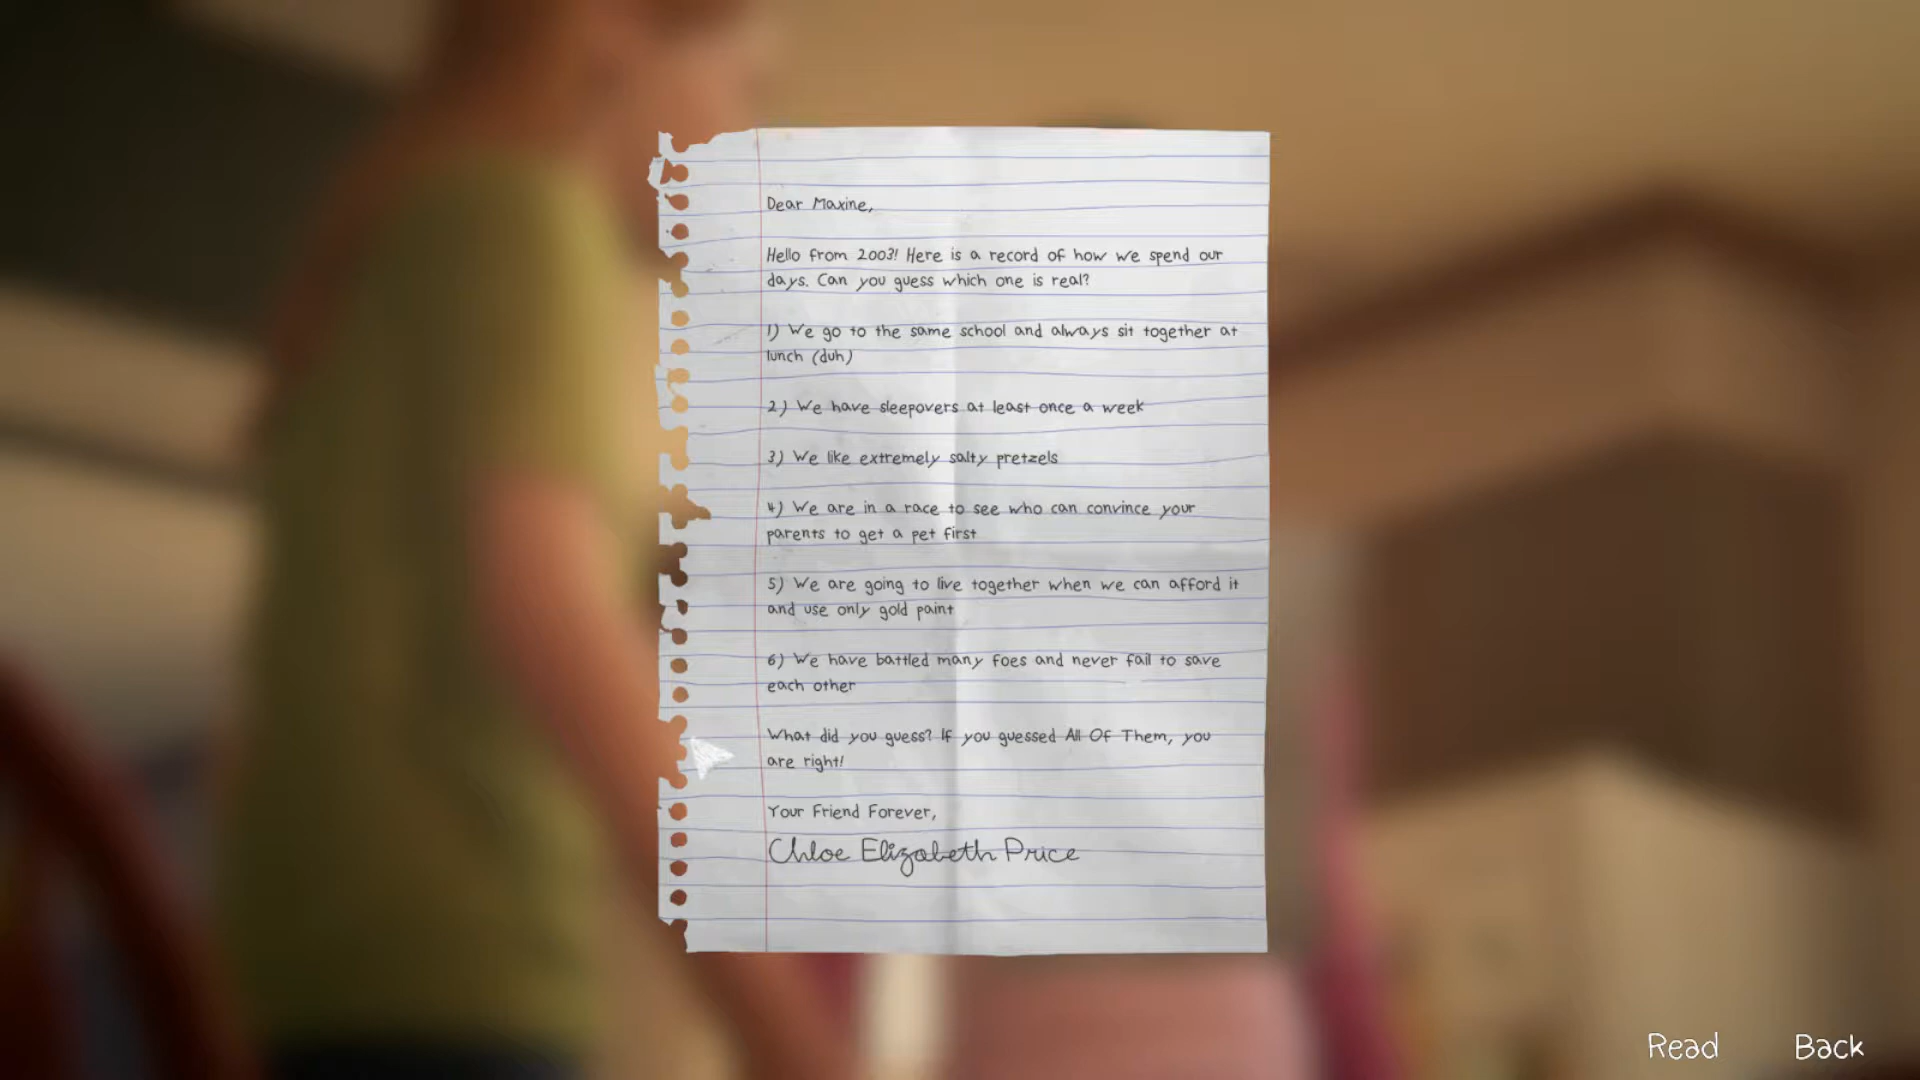 Dear Maxine,
Hello from 2003! Here is a record of how we spend our
days. Can you guess which one is real?
1) We go to the same school and always sit together at
lunch (duh)
2) We have sleepovers at least once a week
3) We like extremely salty pretzels
4) We are in a race to see who can convince your
parents to get a pet first
5) We are going to live together when we can afford it
and use only gold paint
6) We have battled many foes and never fail to save
each other
What did you guess? If you guessed All Of Them, you
are right!
Your Friend Forever,
Chloe Elizabeth Price
Read Back